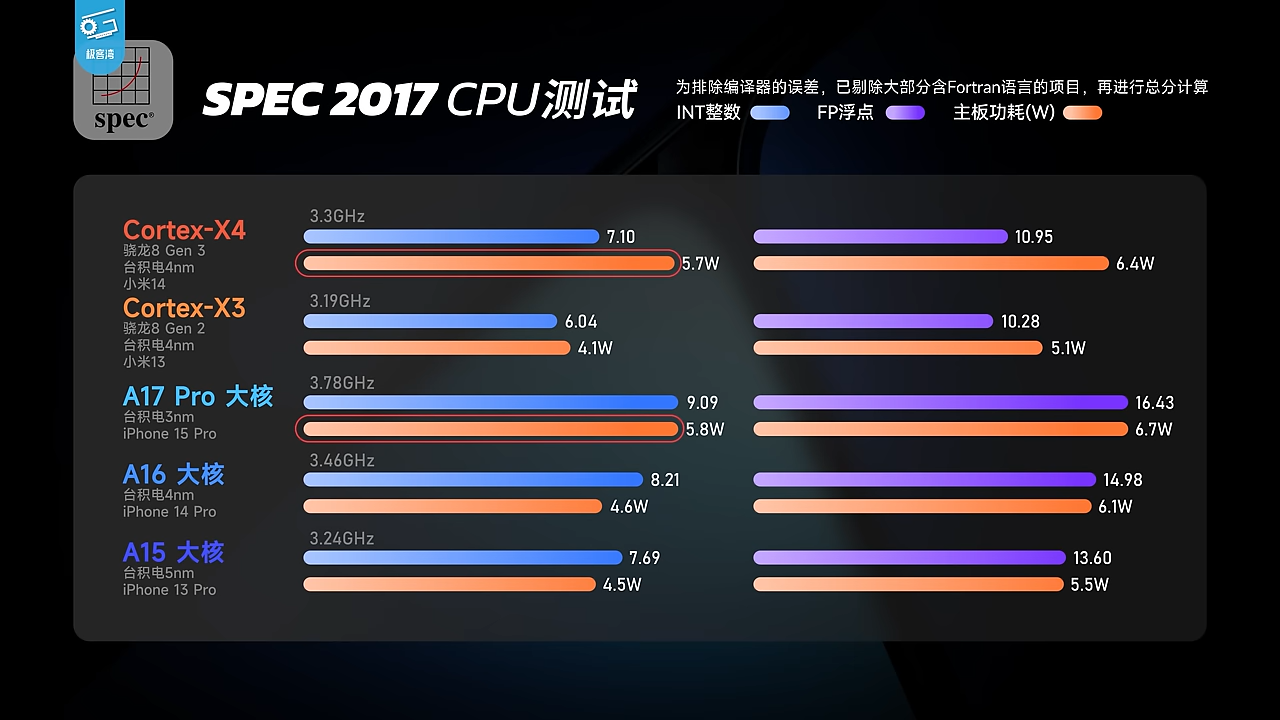 极客湾
spec®
SPEC 2017 CPU测试
为排除编译器的误差，已剔除大部分含Fortran语言的项目，再进行总分计算
INT整数 FP浮点 主板功耗(W)
Cortex-X4
骁龙8 Gen 3
台积电4nm
小米14
3.3GHz
7.10 10.95
5.7W 6.4W
Cortex-X3
骁龙8 Gen 2
台积电4nm
小米13
3.19GHz
6.04 10.28
4.1W 5.1W
A17 Pro 大核
台积电3nm
iPhone 15 Pro
3.78GHz
9.09 16.43
5.8W 6.7W
A16 大核
台积电4nm
iPhone 14 Pro
3.46GHz
8.21 14.98
4.6W 6.1W
A15 大核
台积电5nm
iPhone 13 Pro
3.24GHz
7.69 13.60
4.5W 5.5W